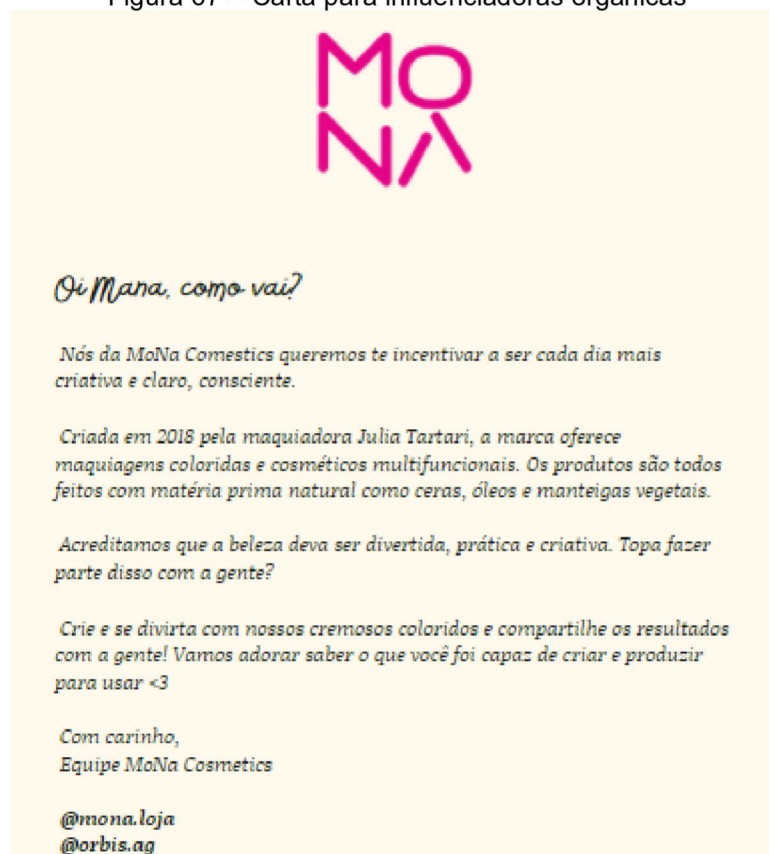 Carta para influenciadoras orgânicas
MO
NA
Oi Mana, como vai?
Nós da MoNa Comestics queremos te incentivar a ser cada dia mais
criativa e claro, consciente.
Criada em 2018 pela maquiadora Julia Tartari, a marca oferece
maquiagens coloridas e cosméticos multifuncionais. Os produtos são todos
feitos com matéria prima natural como ceras, óleos e manteigas vegetais.
Acreditamos que a beleza deva ser divertida, prática e criativa. Topa fazer
parte disso com a gente?
Crie e se divirta com nossos cremosos coloridos e compartilhe os resultados
com a gente! Vamos adorar saber o que você foi capaz de criar e produzir
para usar <3
Com carinho,
Equipe MoNa Cosmetics
@mona.loja
@orbis.ag